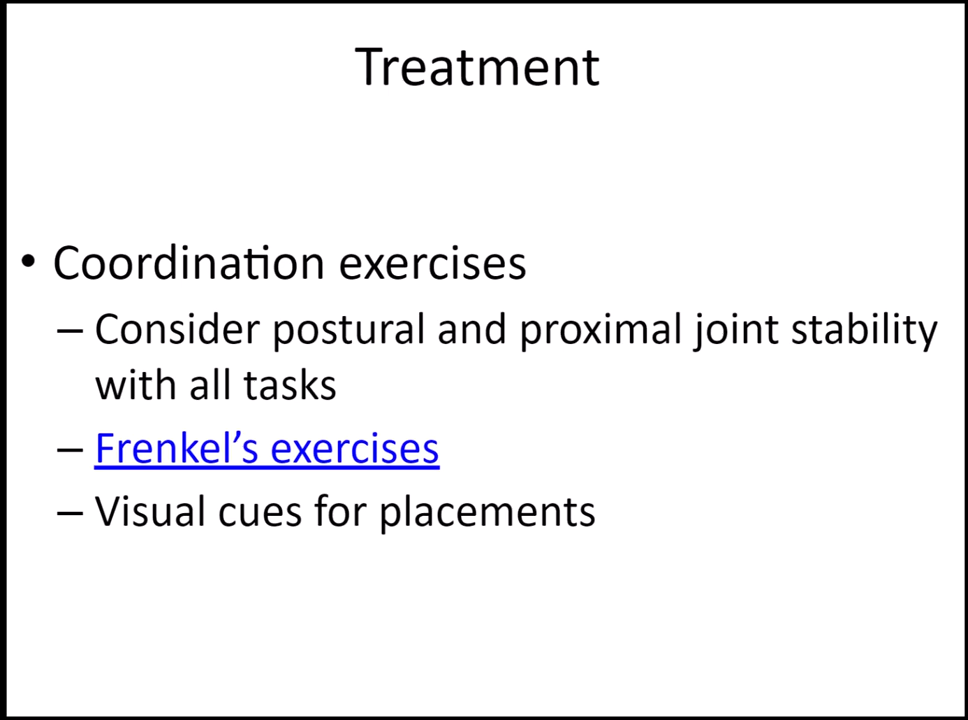 Treatment
• Coordination exercises
– Consider postural and proximal joint stability
with all tasks
– Frenkel’s exercises
– Visual cues for placements